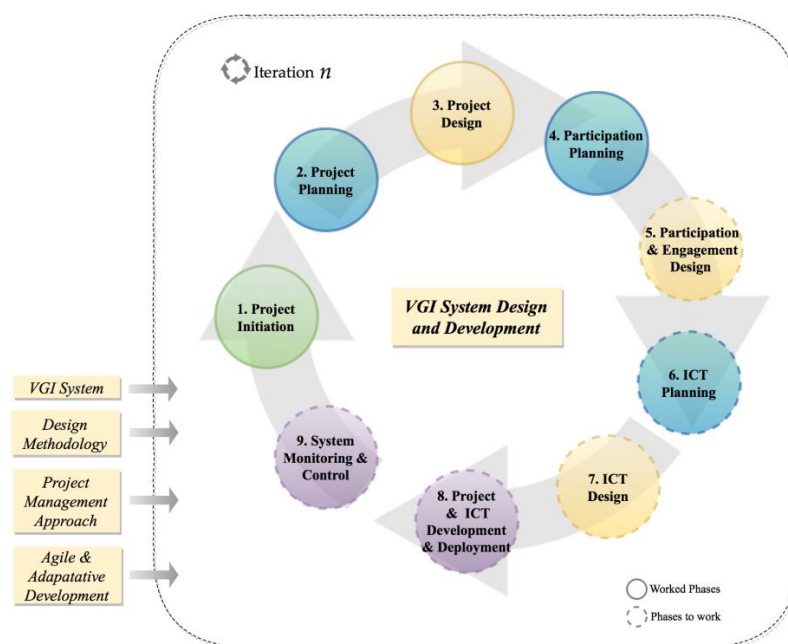 Iteration n
3. Project
Design
4. Participation
Planning
2. Project
Planning
5. Participation
& Engagement
Design
1. Project
Initiation
VGI System Design
and Development
6. ICT
Planning
VGI System
Design
Methodology
9. System
Monitoring &
Control
7. ICT
Design
Project
Management
Approach
8. Project
& ICT
Development
& Deployment
Agile &
Adapatative
Development
Worked Phases
Phases to work